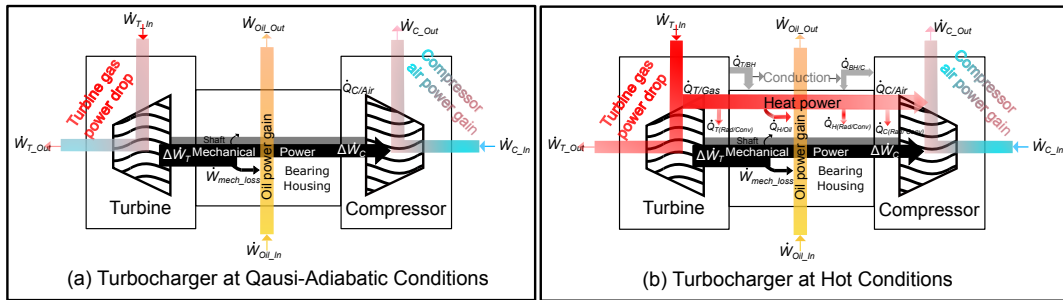 Ẇ_T_In
Ẇ_Oil_Out
Ẇ_C_Out
Turbine gas
power drop
Compressor
air power gain
Q̇_C/Air
Ẇ_T_Out
Shaft
ΔẆ_T Mechanical Power ΔẆ_C
Ẇ_C_In
Ẇ_mech_loss
Oil power gain
Bearing
Housing
Turbine
Compressor
Ẇ_Oil_In
(a) Turbocharger at Qausi-Adiabatic Conditions
Ẇ_T_In
Ẇ_Oil_Out
Ẇ_C_Out
Turbine gas
power drop
Compressor
air power gain
Q̇_T/BH
Conduction
Q̇_BH/C
Q̇_T/Gas
Q̇_C/Air
Heat power
Q̇_T(Rad/Conv)
Q̇_H/Oil
Q̇_H(Rad/Conv)
Q̇_C(Rad/Conv)
Ẇ_T_Out
Shaft
ΔẆ_T Mechanical Power ΔẆ_C
Ẇ_C_In
Ẇ_mech_loss
Oil power gain
Bearing
Housing
Turbine
Compressor
Ẇ_Oil_In
(b) Turbocharger at Hot Conditions